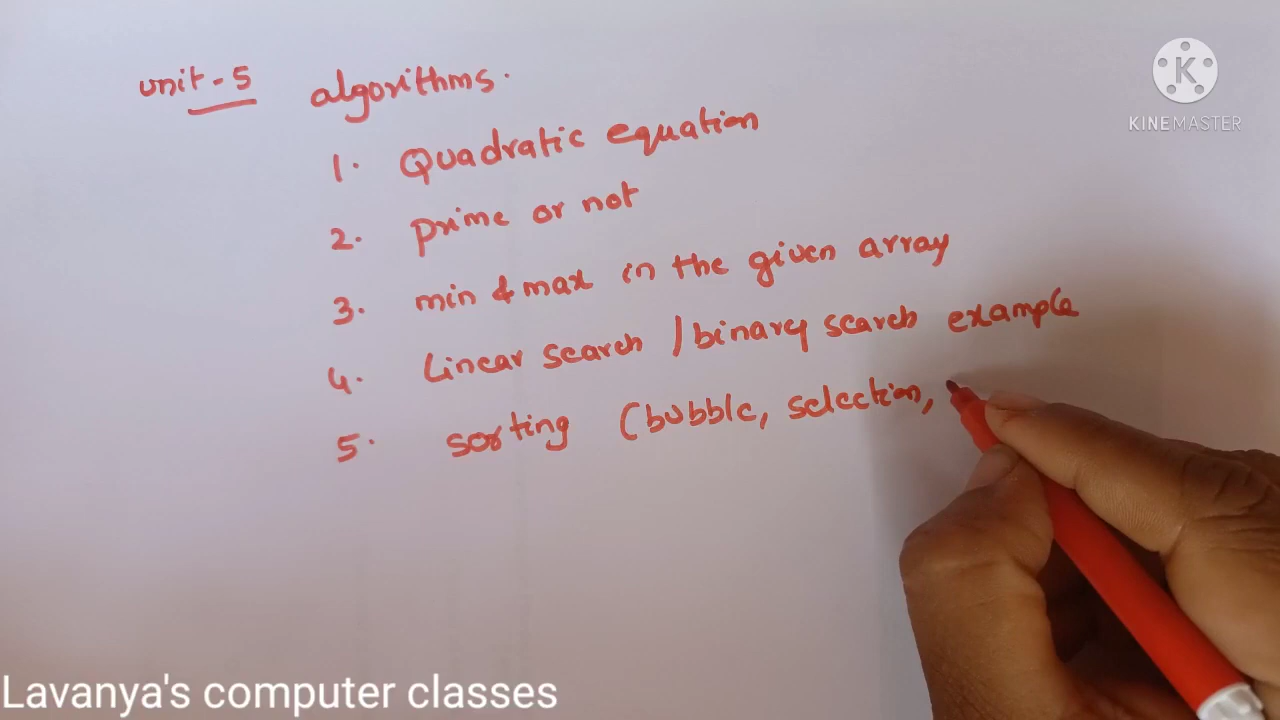 unit-5 algorithms.
KINEMASTER
1. Quadratic equation
2. prime or not
3. min & max in the given array
4. Linear search / binary search example
5. sorting (bubble, selection,
Lavanya's computer classes